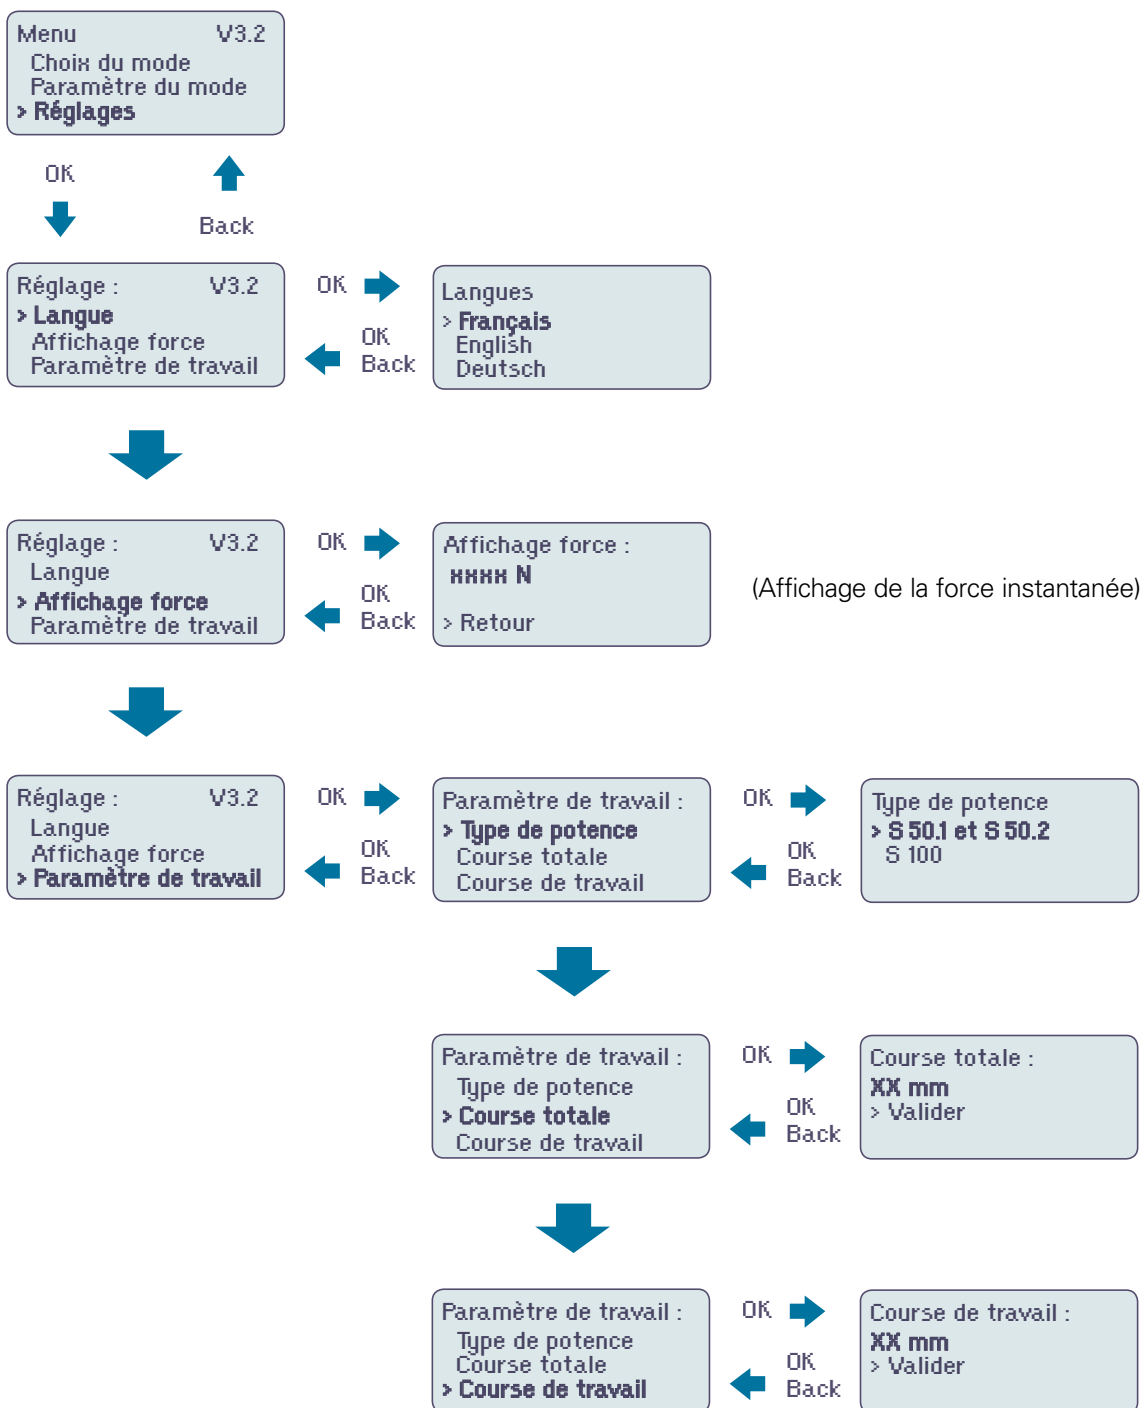 Menu V3.2
Choix du mode
Paramètre du mode
> Réglages
OK
Back
Réglage : V3.2
> Langue
Affichage force
Paramètre de travail
OK
OK
Back
Langues
> Français
English
Deutsch
Réglage : V3.2
Langue
> Affichage force
Paramètre de travail
OK
OK
Back
Affichage force :
xxxx N
> Retour
(Affichage de la force instantanée)
Réglage : V3.2
Langue
Affichage force
> Paramètre de travail
OK
OK
Back
Paramètre de travail :
> Type de potence
Course totale
Course de travail
OK
OK
Back
Type de potence
> S 50.1 et S 50.2
S 100
Paramètre de travail :
Type de potence
> Course totale
Course de travail
OK
OK
Back
Course totale :
XX mm
> Valider
Paramètre de travail :
Type de potence
Course totale
> Course de travail
OK
OK
Back
Course de travail :
XX mm
> Valider